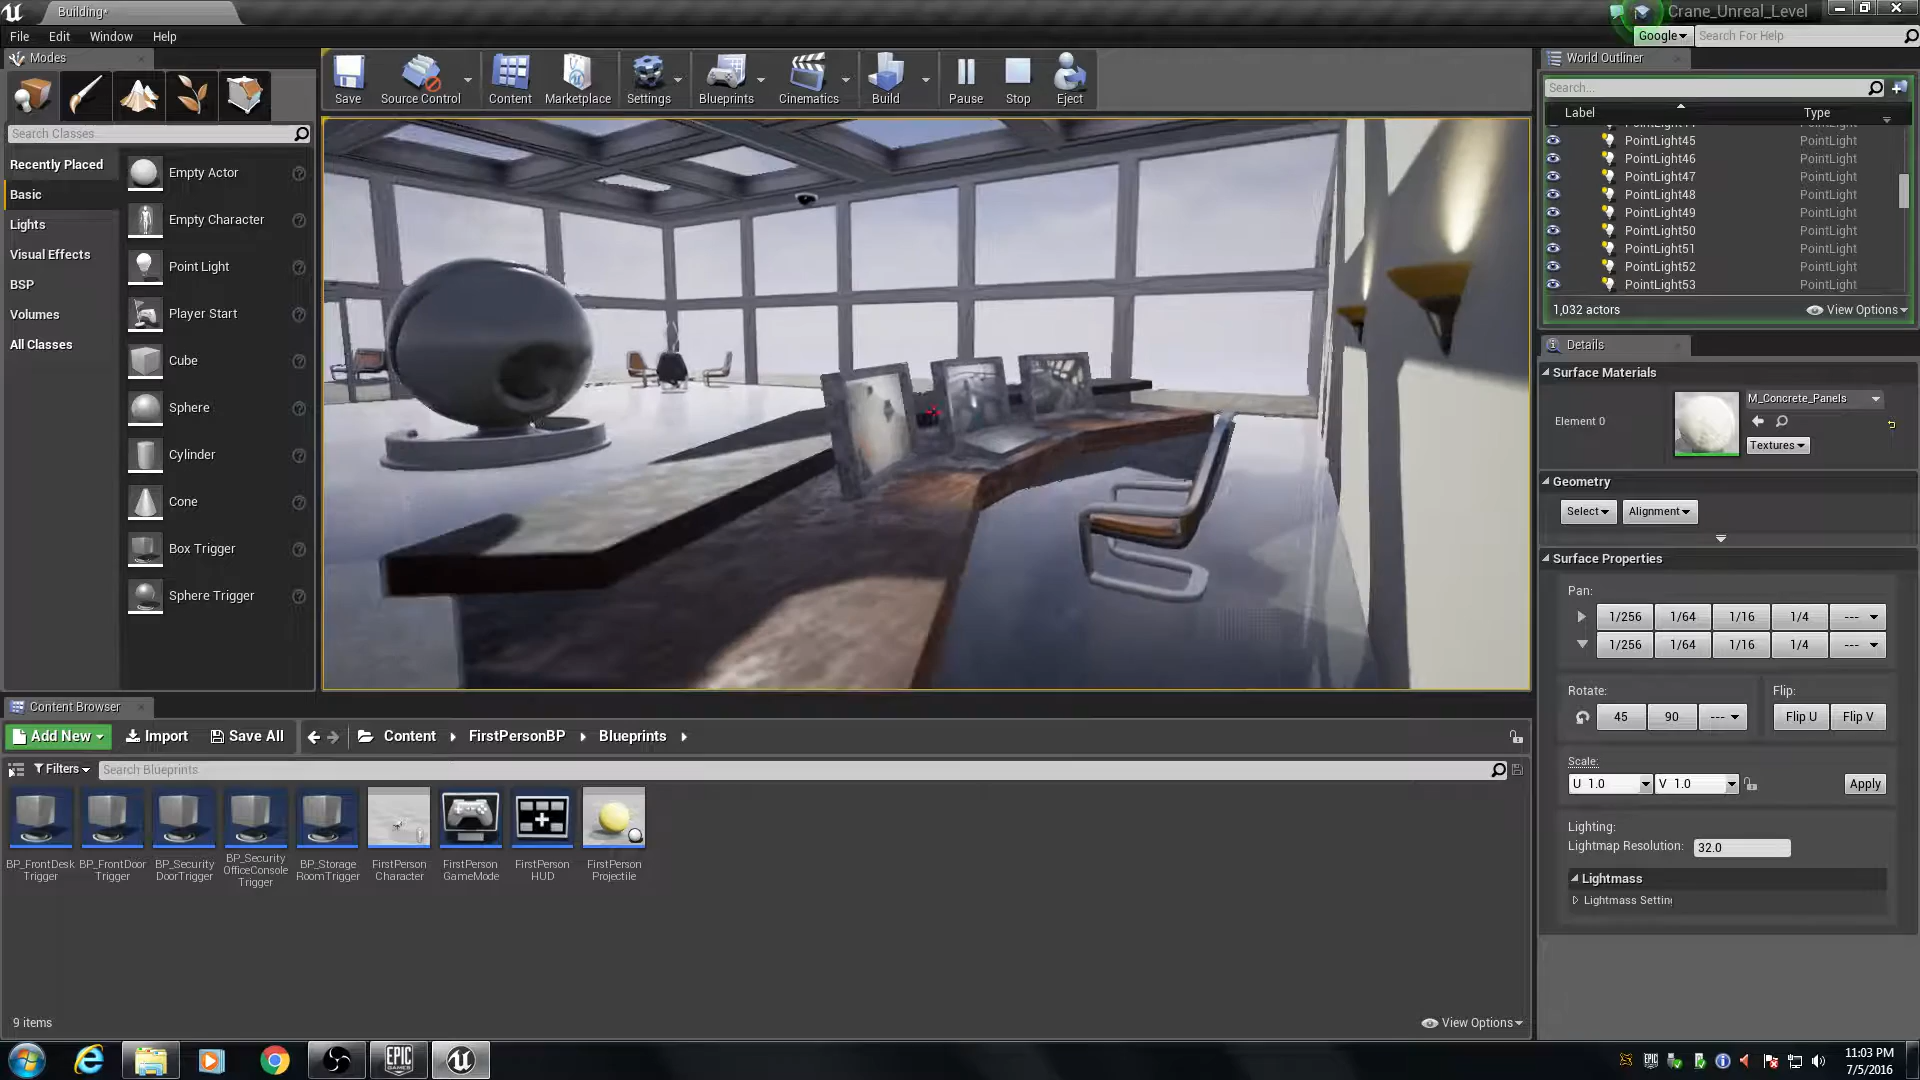 Building*
Crane_Unreal_Level
File Edit Window Help
Google
Search For Help
Modes
Search Classes
Recently Placed
Basic
Lights
Visual Effects
BSP
Volumes
All Classes
Empty Actor
Empty Character
Point Light
Player Start
Cube
Sphere
Cylinder
Cone
Box Trigger
Sphere Trigger
Save
Source Control
Content
Marketplace
Settings
Blueprints
Cinematics
Build
Pause
Stop
Eject
World Outliner
Search...
Label Type
PointLight45 PointLight
PointLight46 PointLight
PointLight47 PointLight
PointLight48 PointLight
PointLight49 PointLight
PointLight50 PointLight
PointLight51 PointLight
PointLight52 PointLight
PointLight53 PointLight
1,032 actors
View Options
Details
Surface Materials
Element 0
M_Concrete_Panels
Textures
Geometry
Select
Alignment
Surface Properties
Pan:
1/256 1/64 1/16 1/4 ---
1/256 1/64 1/16 1/4 ---
Rotate: Flip:
45 90 --- Flip U Flip V
Scale:
U 1.0 V 1.0 Apply
Lighting:
Lightmap Resolution: 32.0
Lightmass
Lightmass Settin
Content Browser
Add New
Import
Save All
Content
FirstPersonBP
Blueprints
Filters
Search Blueprints
BP_FrontDesk
Trigger
BP_FrontDoor
Trigger
BP_Security
DoorTrigger
BP_Security
OfficeConsole
Trigger
BP_Storage
RoomTrigger
FirstPerson
Character
FirstPerson
GameMode
FirstPerson
HUD
FirstPerson
Projectile
9 items
View Options
EPIC
GAMES
EPIC
11:03 PM
7/5/2016